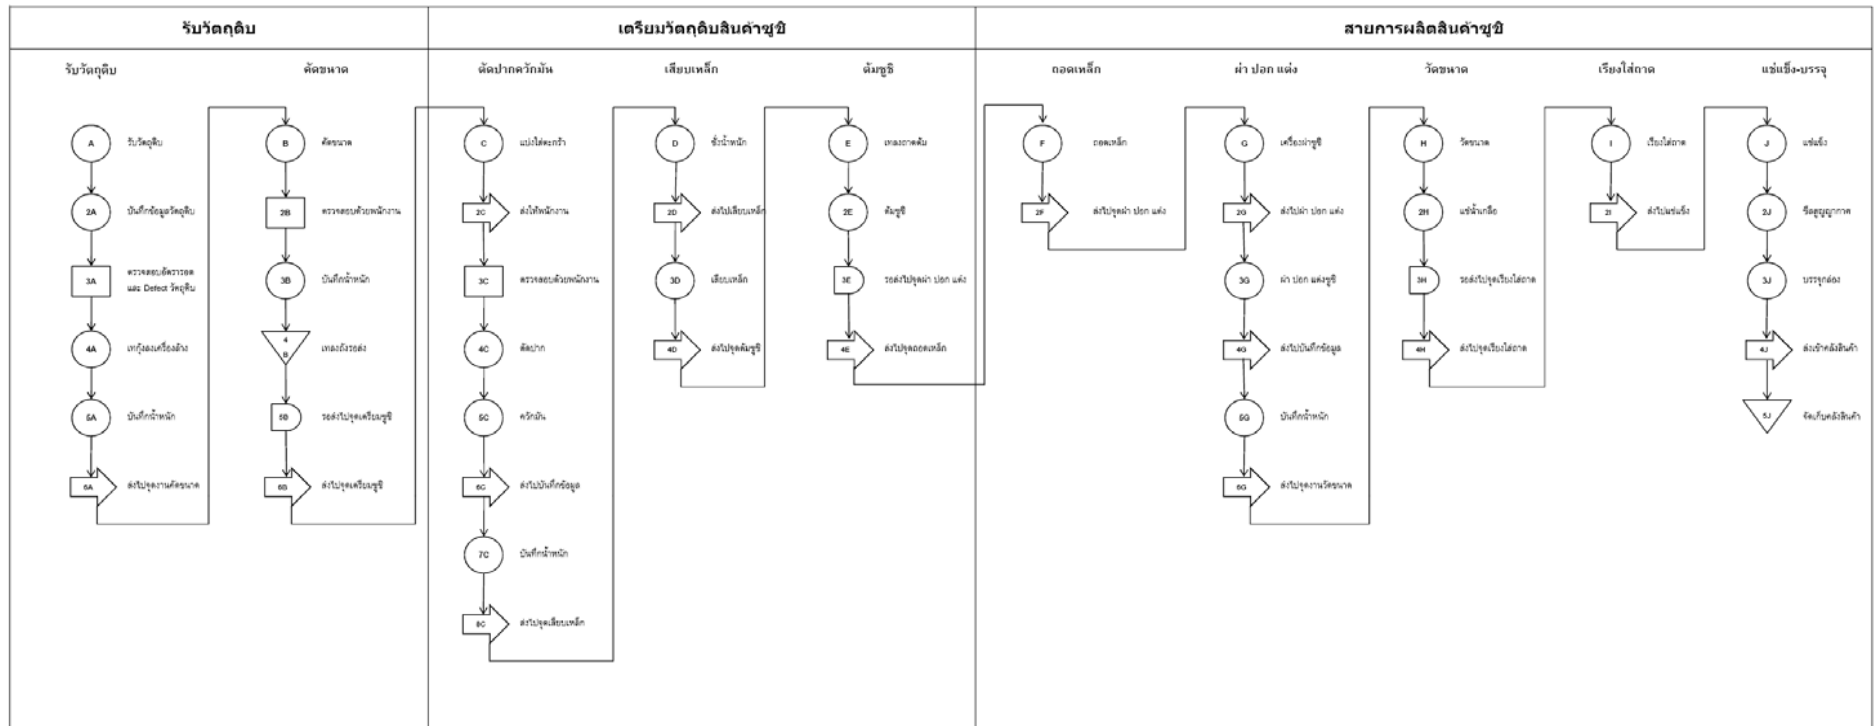 รับวัตถุดิบ
เตรียมวัตถุดิบสินค้าซูชิ
สายการผลิตสินค้าซูชิ
รับวัตถุดิบ
คัดขนาด
ตัดปากควักมัน
เสียบเหล็ก
ต้มซูชิ
ถอดเหล็ก
ผ่า ปอก แต่ง
วัดขนาด
เรียงใส่ถาด
แช่แข็ง-บรรจุ
A รับวัตถุดิบ
2A บันทึกข้อมูลวัตถุดิบ
3A ตรวจสอบอัตรารอด
และ Defect วัตถุดิบ
4A เทกุ้งลงเครื่องล้าง
5A บันทึกน้ำหนัก
6A ส่งไปจุดงานคัดขนาด
B คัดขนาด
2B ตรวจสอบด้วยพนักงาน
3B บันทึกน้ำหนัก
4
B เทลงถังรอส่ง
5B รอส่งไปจุดเตรียมซูชิ
6B ส่งไปจุดเตรียมซูชิ
C แบ่งใส่ตะกร้า
2C ส่งให้พนักงาน
3C ตรวจสอบด้วยพนักงาน
4C ตัดปาก
5C ควักมัน
6C ส่งไปบันทึกข้อมูล
7C บันทึกน้ำหนัก
8C ส่งไปจุดเสียบเหล็ก
D ชั่งน้ำหนัก
2D ส่งไปเสียบเหล็ก
3D เสียบเหล็ก
4D ส่งไปจุดต้มซูชิ
E เทลงถาดต้ม
2E ต้มซูชิ
3E รอส่งไปจุดผ่า ปอก แต่ง
4E ส่งไปจุดถอดเหล็ก
F ถอดเหล็ก
2F ส่งไปจุดผ่า ปอก แต่ง
G เครื่องผ่าซูชิ
2G ส่งไปผ่า ปอก แต่ง
3G ผ่า ปอก แต่งซูชิ
4G ส่งไปบันทึกข้อมูล
5G บันทึกน้ำหนัก
6G ส่งไปจุดงานวัดขนาด
H วัดขนาด
2H แช่น้ำเกลือ
3H รอส่งไปจุดเรียงใส่ถาด
4H ส่งไปจุดเรียงใส่ถาด
I เรียงใส่ถาด
2I ส่งไปแช่แข็ง
J แช่แข็ง
2J ซีลสูญญากาศ
3J บรรจุกล่อง
4J ส่งเข้าคลังสินค้า
5J จัดเก็บคลังสินค้า